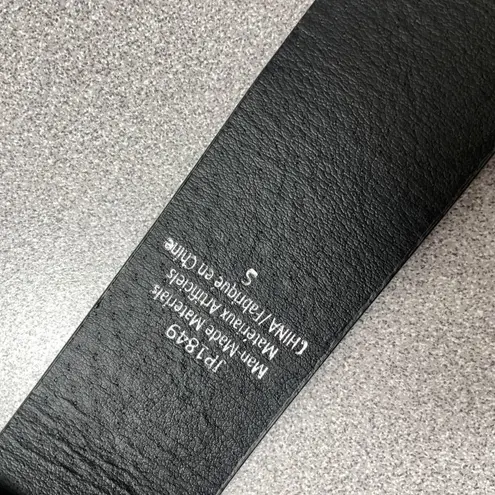 JP1849
Man-Made Materials
Matériaux Artificiels
CHINA/Fabriqué en Chine
S